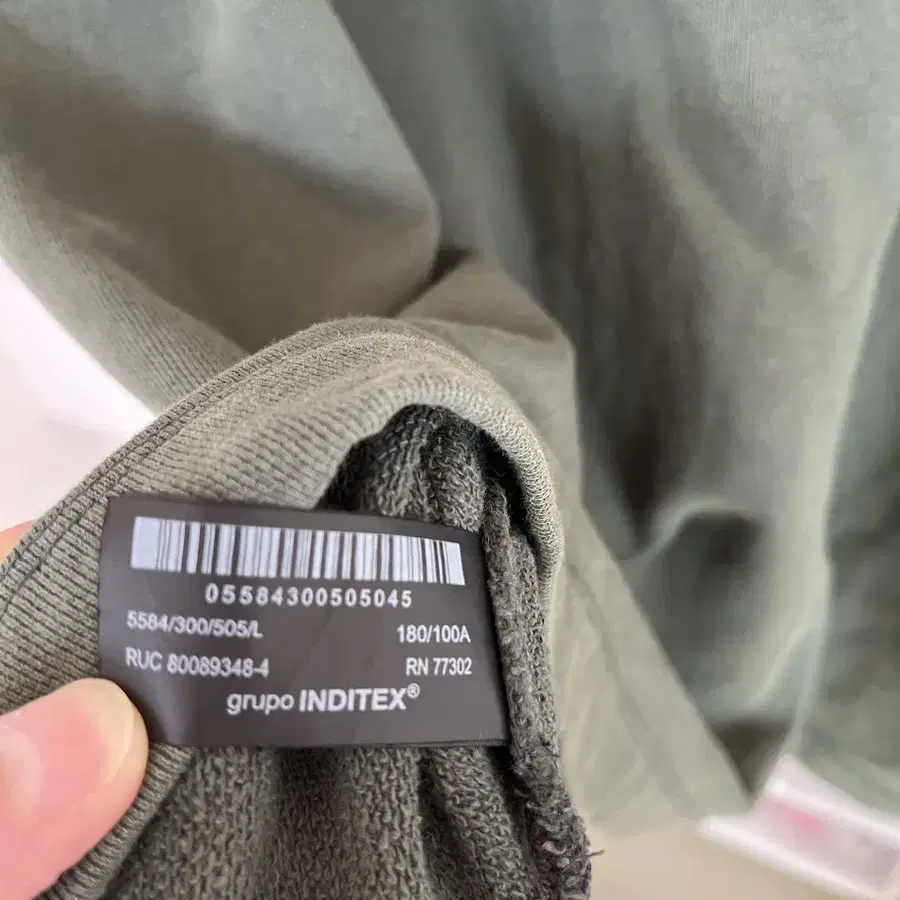 05584300505045
5584/300/505/L 180/100A
RUC 80089348-4 RN 77302
grupo INDITEX®